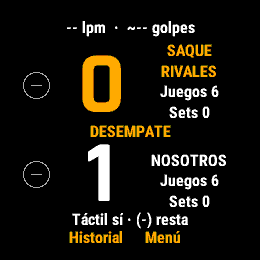 -- lpm · ~-- golpes
SAQUE
0
RIVALES
Juegos 6
Sets 0
DESEMPATE
1
NOSOTROS
Juegos 6
Sets 0
Táctil sí · (-) resta
Historial Menú